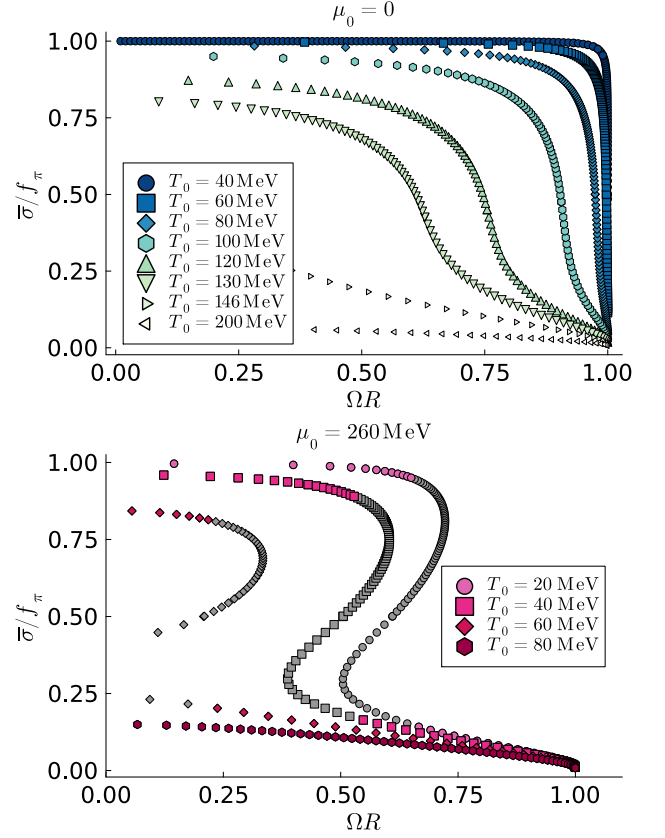 μ₀ = 0
1.00
0.75
0.50
0.25
0.00
σ̅/f_π
T₀ = 40 MeV
T₀ = 60 MeV
T₀ = 80 MeV
T₀ = 100 MeV
T₀ = 120 MeV
T₀ = 130 MeV
T₀ = 146 MeV
T₀ = 200 MeV
0.00 0.25 0.50 0.75 1.00
ΩR
μ₀ = 260 MeV
1.00
0.75
0.50
0.25
0.00
σ̅/f_π
T₀ = 20 MeV
T₀ = 40 MeV
T₀ = 60 MeV
T₀ = 80 MeV
0.00 0.25 0.50 0.75 1.00
ΩR